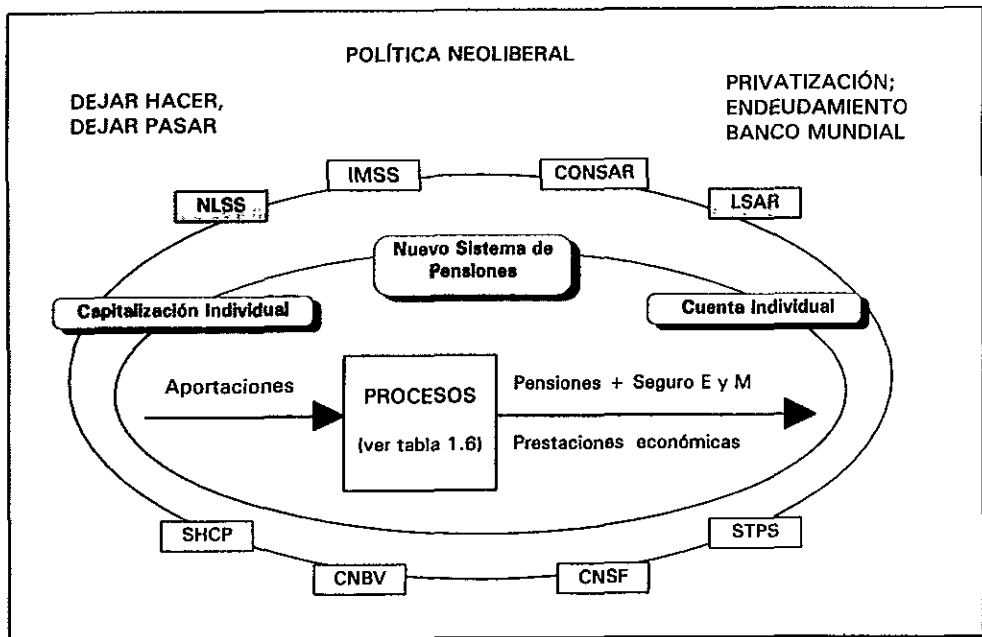 POLÍTICA NEOLIBERAL
DEJAR HACER,
DEJAR PASAR
PRIVATIZACIÓN;
ENDEUDAMIENTO
BANCO MUNDIAL
IMSS
CONSAR
NLSS
LSAR
Nuevo Sistema de
Pensiones
Capitalización Individual
Cuenta Individual
Aportaciones
PROCESOS
(ver tabla 1.6)
Pensiones + Seguro E y M
Prestaciones económicas
SHCP
STPS
CNBV
CNSF